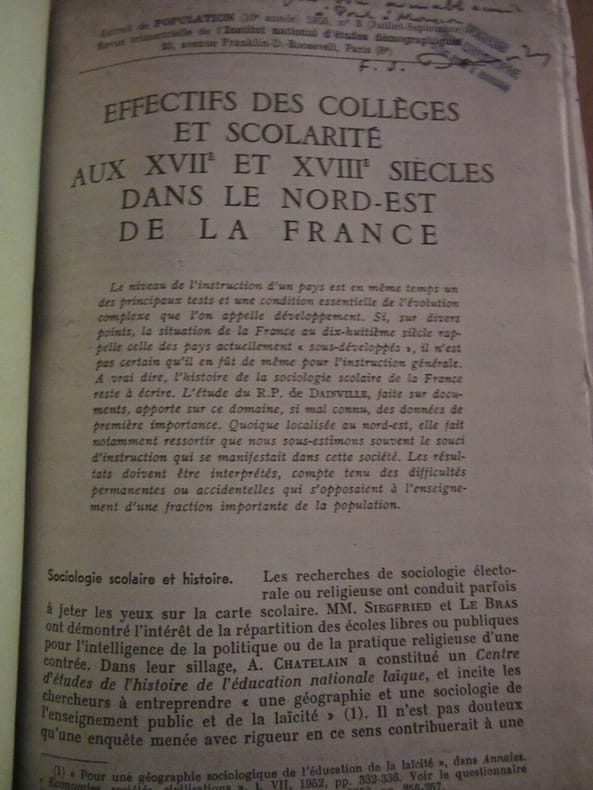 Extrait de POPULATION (10e année) 1955, n° 3 Juillet-Septembre
Revue trimestrielle de l'Institut national d'études démographiques
23, avenue Franklin-D.-Roosevelt, Paris (8e)
EFFECTIFS DES COLLÈGES
ET SCOLARITÉ
AUX XVIIE ET XVIIIE SIÈCLES
DANS LE NORD-EST
DE LA FRANCE
Le niveau de l'instruction d'un pays est en même temps un
des principaux tests et une condition essentielle de l'évolution
complexe que l'on appelle développement. Si, sur divers
points, la situation de la France au dix-huitième siècle rap-
pelle celle des pays actuellement « sous-développés », il n'est
pas certain qu'il en fût de même pour l'instruction générale.
A vrai dire, l'histoire de la sociologie scolaire de la France
reste à écrire. L'étude du R.P. de DAINVILLE, faite sur docu-
ments, apporte sur ce domaine, si mal connu, des données de
première importance. Quoique localisée au nord-est, elle fait
notamment ressortir que nous sous-estimons souvent le souci
d'instruction qui se manifestait dans cette société. Les résul-
tats doivent être interprétés, compte tenu des difficultés
permanentes ou accidentelles qui s'opposaient à l'enseigne-
ment d'une fraction importante de la population.
Sociologie scolaire et histoire. Les recherches de sociologie électo-
rale ou religieuse ont conduit parfois
à jeter les yeux sur la carte scolaire. MM. SIEGFRIED et LE BRAS
ont démontré l'intérêt de la répartition des écoles libres ou publiques
pour l'intelligence de la politique ou de la pratique religieuse d'une
contrée. Dans leur sillage, A. CHATELAIN a constitué un Centre
d'études de l'histoire de l'éducation nationale laïque, et incite les
chercheurs à entreprendre « une géographie et une sociologie de
l'enseignement public et de la laïcité » (1). Il n'est pas douteux
qu'une enquête menée avec rigueur en ce sens contribuerait à une
(1) « Pour une géographie sociologique de l'éducation de la laïcité », dans Annales.
Economies, sociétés, civilisations », t. VII, 1952, pp. 332-336. Voir le questionnaire